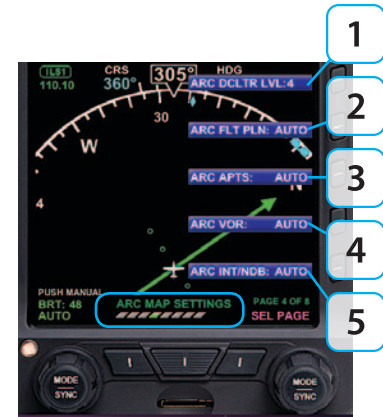 1
ILS1 CRS 305° HDG
110.10 360°
ARC DCLTR LVL:4
2
30
ARC FLT PLN: AUTO
W
3
ARC APTS: AUTO
N
4
4
ARC VOR: AUTO
5
ARC INT/NDB: AUTO
PUSH MANUAL
BRT: 48 ARC MAP SETTINGS PAGE 4 OF 8
AUTO SEL PAGE
MODE MODE
SYNC SYNC